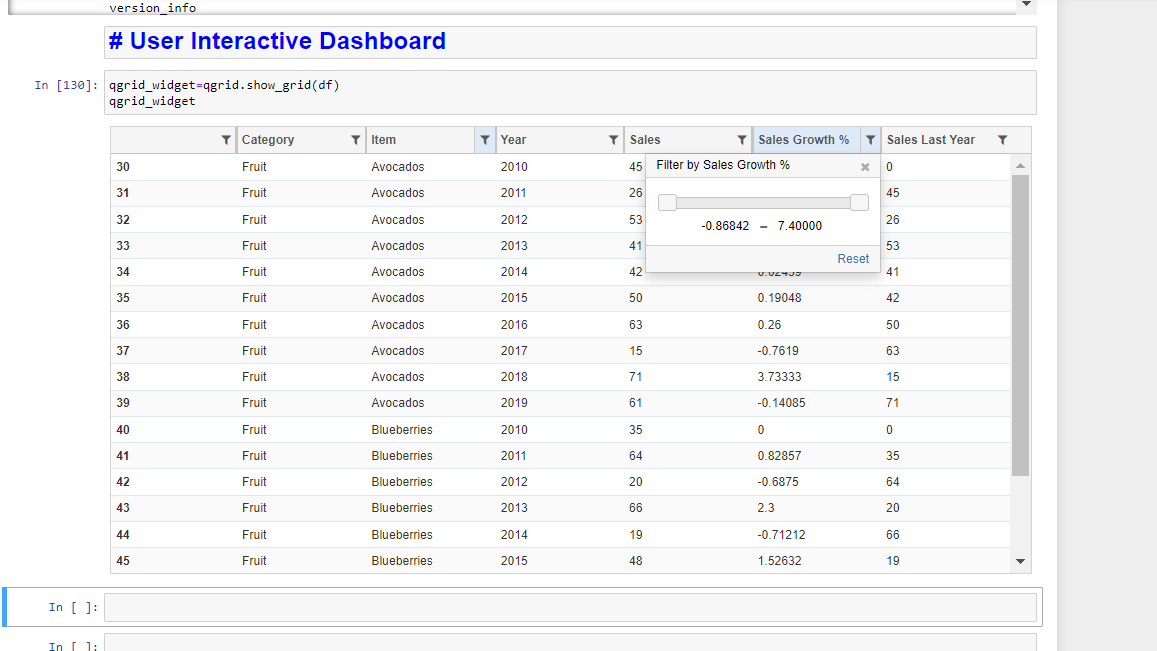 version_info
# User Interactive Dashboard
In [130]: qgrid_widget=qgrid.show_grid(df)
qgrid_widget
Category Item Year Sales Sales Growth % Sales Last Year
Filter by Sales Growth % ×
-0.86842 – 7.40000
Reset
30 Fruit Avocados 2010 45 0
31 Fruit Avocados 2011 26 45
32 Fruit Avocados 2012 53 26
33 Fruit Avocados 2013 41 53
34 Fruit Avocados 2014 42 0.02439 41
35 Fruit Avocados 2015 50 0.19048 42
36 Fruit Avocados 2016 63 0.26 50
37 Fruit Avocados 2017 15 -0.7619 63
38 Fruit Avocados 2018 71 3.73333 15
39 Fruit Avocados 2019 61 -0.14085 71
40 Fruit Blueberries 2010 35 0 0
41 Fruit Blueberries 2011 64 0.82857 35
42 Fruit Blueberries 2012 20 -0.6875 64
43 Fruit Blueberries 2013 66 2.3 20
44 Fruit Blueberries 2014 19 -0.71212 66
45 Fruit Blueberries 2015 48 1.52632 19
In [ ]:
In [ ]: